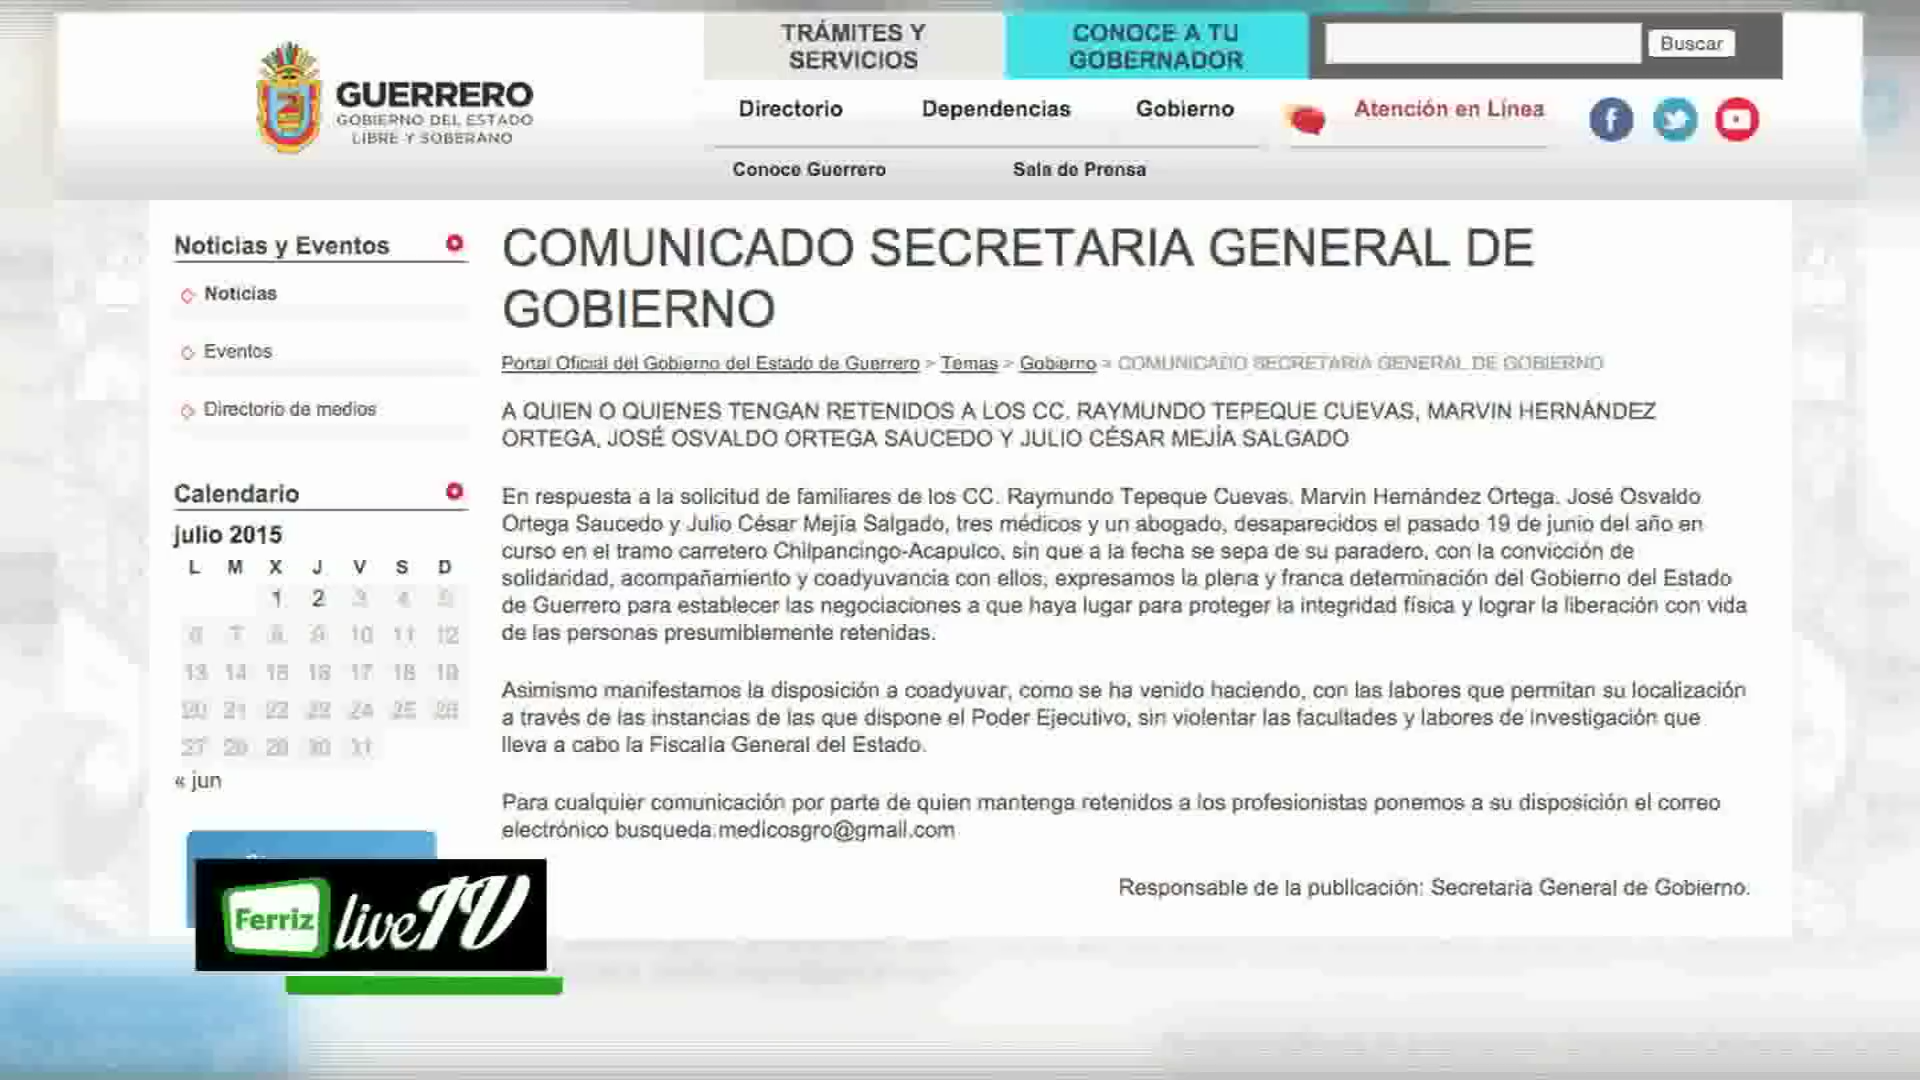 TRÁMITES Y
SERVICIOS
CONOCE A TU
GOBERNADOR
Buscar
GUERRERO
GOBIERNO DEL ESTADO
LIBRE Y SOBERANO
Directorio
Dependencias
Gobierno
Atención en Línea
Conoce Guerrero
Sala de Prensa
Noticias y Eventos
Noticias
Eventos
Directorio de medios
Calendario
julio 2015
L M X J V S D
1 2 3 4 5
6 7 8 9 10 11 12
13 14 15 16 17 18 19
20 21 22 23 24 25 26
27 28 29 30 31
« jun
COMUNICADO SECRETARIA GENERAL DE
GOBIERNO
Portal Oficial del Gobierno del Estado de Guerrero > Temas > Gobierno > COMUNICADO SECRETARIA GENERAL DE GOBIERNO
A QUIEN O QUIENES TENGAN RETENIDOS A LOS CC. RAYMUNDO TEPEQUE CUEVAS, MARVIN HERNÁNDEZ
ORTEGA, JOSÉ OSVALDO ORTEGA SAUCEDO Y JULIO CÉSAR MEJÍA SALGADO
En respuesta a la solicitud de familiares de los CC. Raymundo Tepeque Cuevas, Marvin Hernández Ortega, José Osvaldo
Ortega Saucedo y Julio César Mejía Salgado, tres médicos y un abogado, desaparecidos el pasado 19 de junio del año en
curso en el tramo carretero Chilpancingo-Acapulco, sin que a la fecha se sepa de su paradero, con la convicción de
solidaridad, acompañamiento y coadyuvancia con ellos, expresamos la plena y franca determinación del Gobierno del Estado
de Guerrero para establecer las negociaciones a que haya lugar para proteger la integridad física y lograr la liberación con vida
de las personas presumiblemente retenidas.
Asimismo manifestamos la disposición a coadyuvar, como se ha venido haciendo, con las labores que permitan su localización
a través de las instancias de las que dispone el Poder Ejecutivo, sin violentar las facultades y labores de investigación que
lleva a cabo la Fiscalía General del Estado.
Para cualquier comunicación por parte de quien mantenga retenidos a los profesionistas ponemos a su disposición el correo
electrónico busqueda.medicosgro@gmail.com
Responsable de la publicación: Secretaria General de Gobierno.
Ferriz liveTV